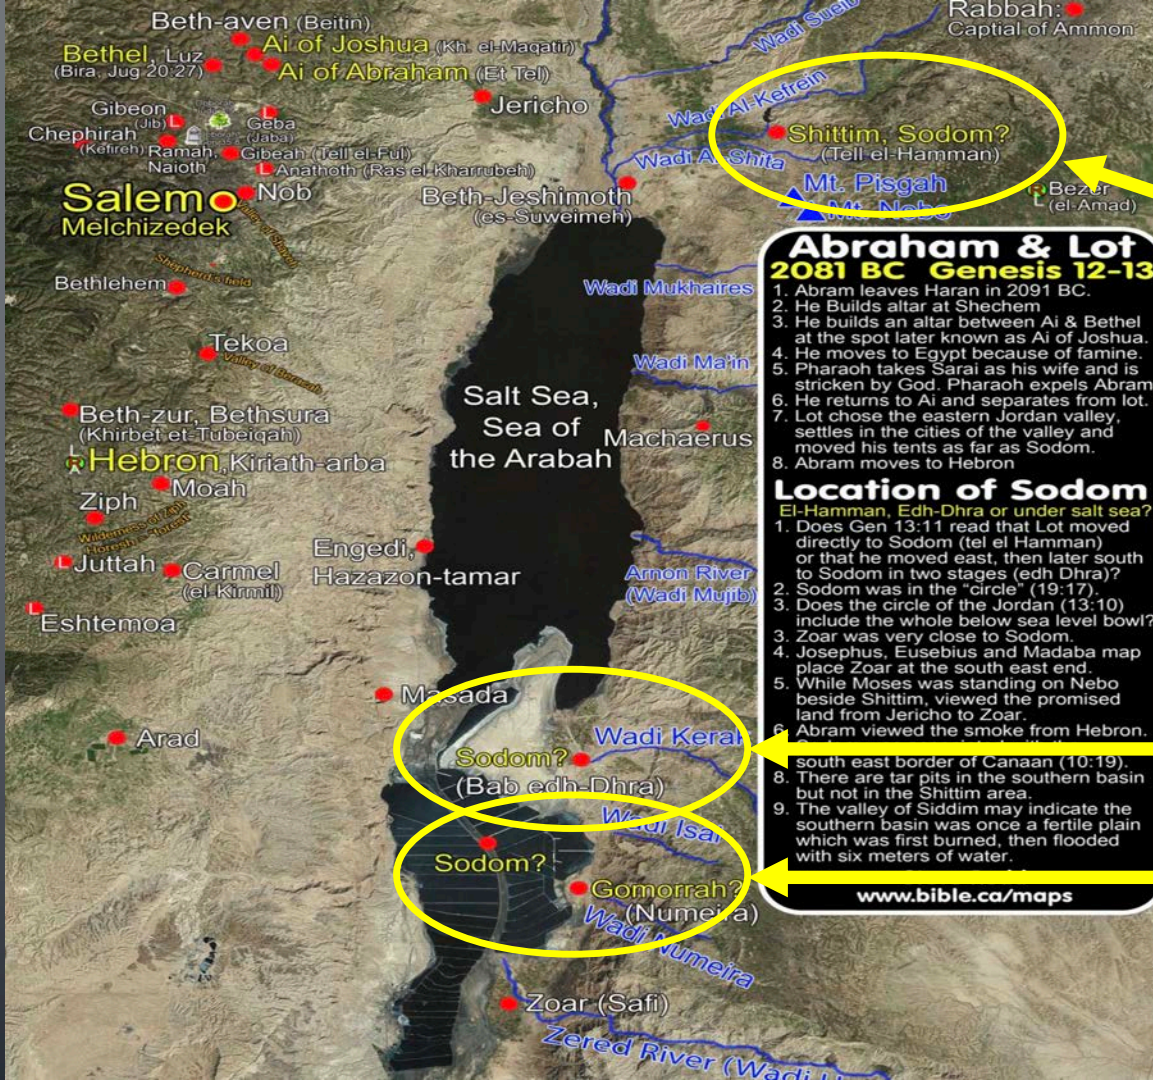 Beth-aven (Beitin)
Bethel, Luz
(Bira, Jug 20:27)
Ai of Joshua (Kh. el-Maqatir)
Ai of Abraham (Et Tel)
Jericho
Gibeon
(Jib)
Chephirah
(Kefireh)
Ramah,
Naioth
Geba
(Jaba)
Gibeah (Tell el-Ful)
Anathoth (Ras el-Kharrubeh)
Salem
Melchizedek
Nob
Valley of Shaveh
Shepherd's field
Bethlehem
Tekoa
Valley of Beracah
Beth-zur, Bethsura
(Khirbet et-Tubeiqah)
Hebron, Kiriath-arba
Moah
Ziph
Wilderness of Ziph
Horesh - "forest"
Juttah
Carmel
(el-Kirmil)
Eshtemoa
Arad
Engedi,
Hazazon-tamar
Masada
Salt Sea,
Sea of
the Arabah
Beth-Jeshimoth
(es-Suweimeh)
Wadi Sueib
Rabbah:
Captial of Ammon
Wadi Al-Kefrein
Shittim, Sodom?
(Tell el-Hamman)
Wadi Ar-Shita
Mt. Pisgah
Mt. Nebo
Bezer
(el-Amad)
Wadi Mukhaires
Wadi Ma'in
Machaerus
Arnon River
(Wadi Mujib)
Wadi Kerak
Sodom?
(Bab edh-Dhra)
Wadi Isal
Sodom?
Gomorrah?
(Numeira)
Wadi Numeira
Zoar (Safi)
Zered River (Wadi
Abraham & Lot
2081 BC Genesis 12-13
1. Abram leaves Haran in 2091 BC.
2. He Builds altar at Shechem
3. He builds an altar between Ai & Bethel
at the spot later known as Ai of Joshua.
4. He moves to Egypt because of famine.
5. Pharaoh takes Sarai as his wife and is
stricken by God. Pharaoh expels Abram
6. He returns to Ai and separates from lot.
7. Lot chose the eastern Jordan valley,
settles in the cities of the valley and
moved his tents as far as Sodom.
8. Abram moves to Hebron
Location of Sodom
El-Hamman, Edh-Dhra or under salt sea?
1. Does Gen 13:11 read that Lot moved
directly to Sodom (tel el Hamman)
or that he moved east, then later south
to Sodom in two stages (edh Dhra)?
2. Sodom was in the "circle" (19:17).
3. Does the circle of the Jordan (13:10)
include the whole below sea level bowl?
3. Zoar was very close to Sodom.
4. Josephus, Eusebius and Madaba map
place Zoar at the south east end.
5. While Moses was standing on Nebo
beside Shittim, viewed the promised
land from Jericho to Zoar.
6. Abram viewed the smoke from Hebron.
south east border of Canaan (10:19).
8. There are tar pits in the southern basin
but not in the Shittim area.
9. The valley of Siddim may indicate the
southern basin was once a fertile plain
which was first burned, then flooded
with six meters of water.
www.bible.ca/maps